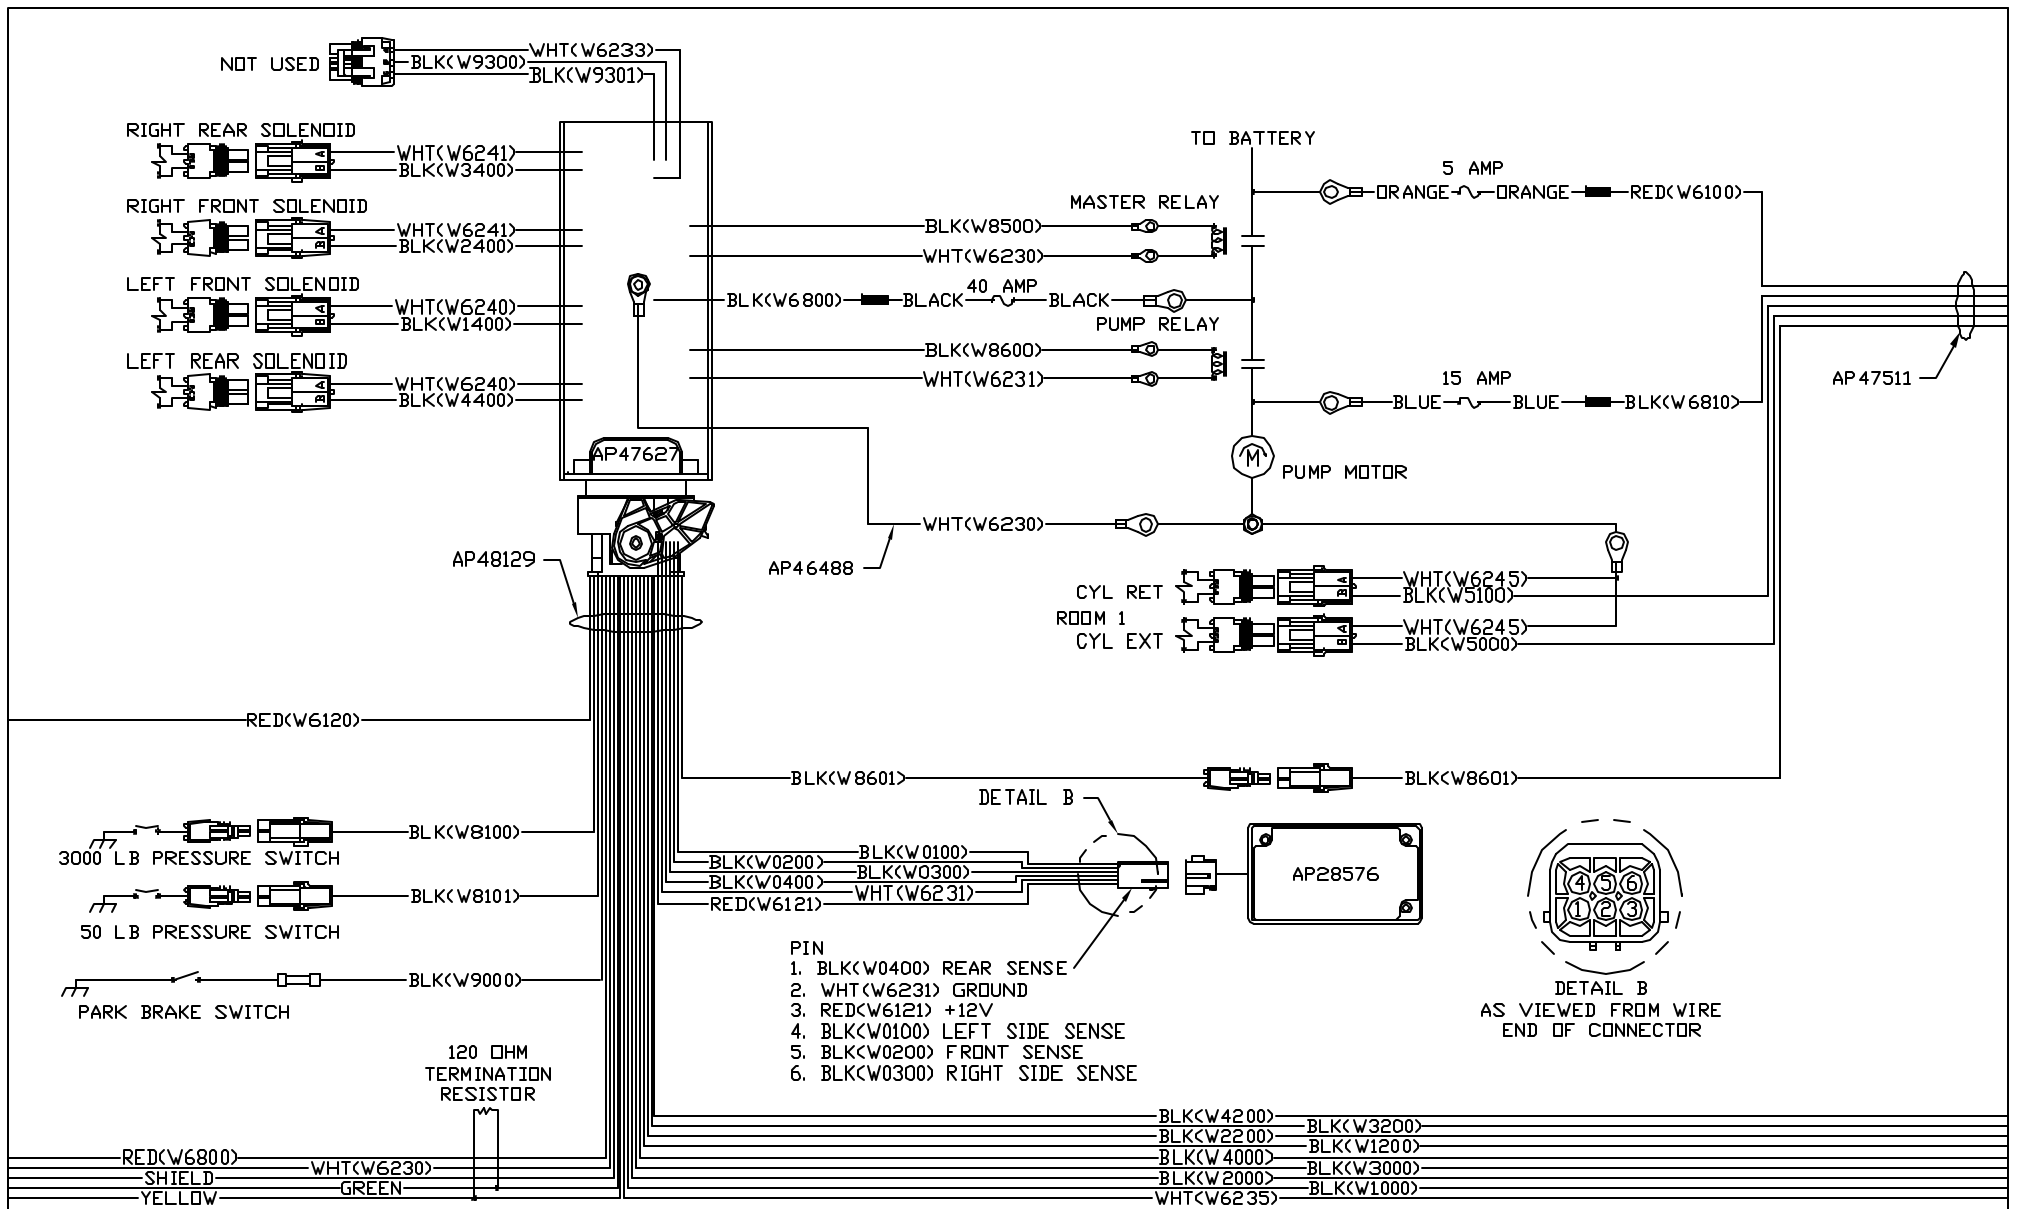 NOT USED
WHT(W6233)
BLK(W9300)
BLK(W9301)
RIGHT REAR SOLENOID
A
B
WHT(W6241)
BLK(W3400)
RIGHT FRONT SOLENOID
A
B
WHT(W6241)
BLK(W2400)
LEFT FRONT SOLENOID
A
B
WHT(W6240)
BLK(W1400)
LEFT REAR SOLENOID
A
B
WHT(W6240)
BLK(W4400)
AP47627
TO BATTERY
5 AMP
ORANGE
ORANGE
RED(W6100)
MASTER RELAY
BLK(W8500)
WHT(W6230)
40 AMP
BLK(W6800)
BLACK
BLACK
PUMP RELAY
BLK(W8600)
WHT(W6231)
15 AMP
BLUE
BLUE
BLK(W6810)
AP47511
M
PUMP MOTOR
WHT(W6230)
AP46488
AP48129
CYL RET
A
B
WHT(W6245)
BLK(W5100)
ROOM 1
CYL EXT
A
B
WHT(W6245)
BLK(W5000)
RED(W6120)
BLK(W8601)
BLK(W8601)
DETAIL B
BLK(W8100)
3000 LB PRESSURE SWITCH
BLK(W8101)
50 LB PRESSURE SWITCH
BLK(W9000)
PARK BRAKE SWITCH
BLK(W0100)
BLK(W0200)
BLK(W0300)
BLK(W0400)
WHT(W6231)
RED(W6121)
AP28576
4 5 6
1 2 3
DETAIL B
AS VIEWED FROM WIRE
END OF CONNECTOR
PIN
1. BLK(W0400) REAR SENSE
2. WHT(W6231) GROUND
3. RED(W6121) +12V
4. BLK(W0100) LEFT SIDE SENSE
5. BLK(W0200) FRONT SENSE
6. BLK(W0300) RIGHT SIDE SENSE
120 OHM
TERMINATION
RESISTOR
RED(W6800)
WHT(W6230)
SHIELD
GREEN
YELLOW
BLK(W4200)
BLK(W3200)
BLK(W2200)
BLK(W1200)
BLK(W4000)
BLK(W3000)
BLK(W2000)
BLK(W1000)
WHT(W6235)